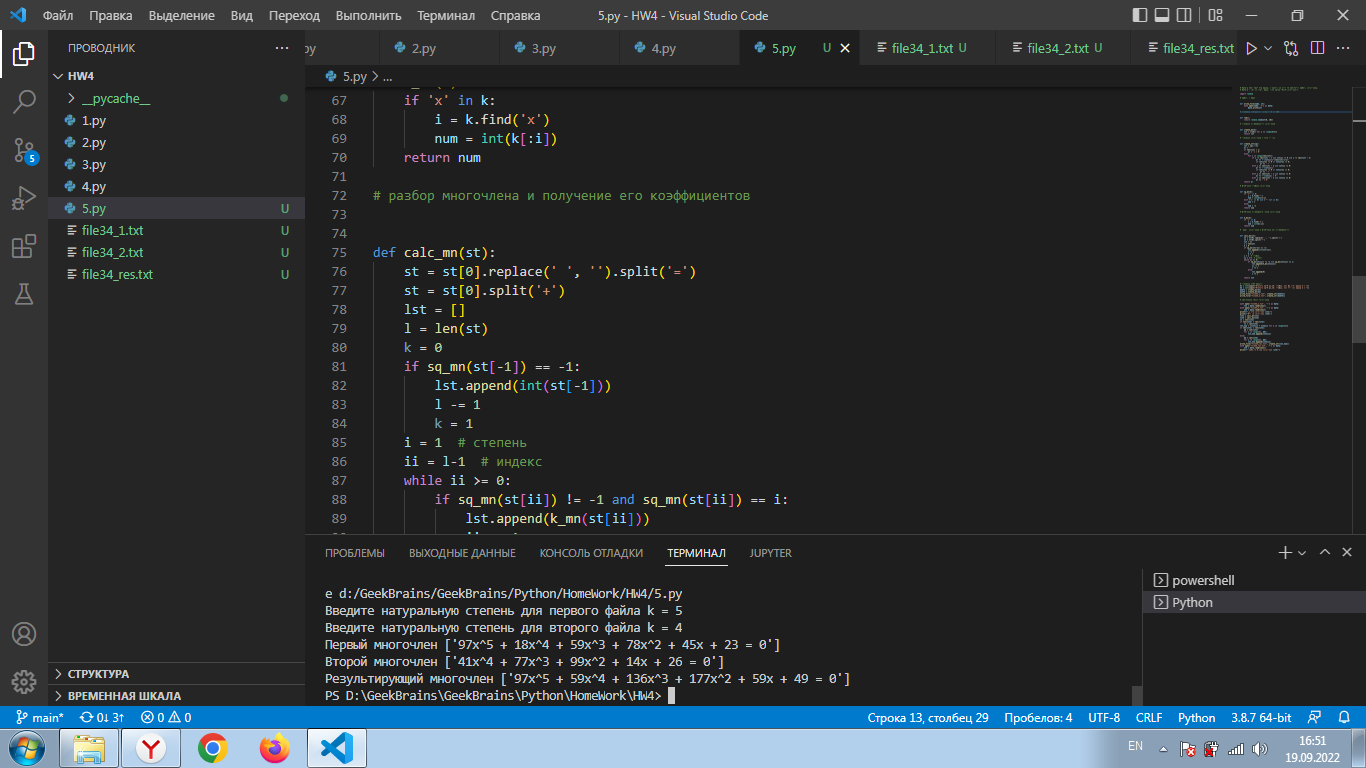 Файл Правка Выделение Вид Переход Выполнить Терминал Справка 5.py - HW4 - Visual Studio Code
ПРОВОДНИК
HW4
__pycache__
1.py
2.py
3.py
4.py
5.py U
file34_1.txt U
file34_2.txt U
file34_res.txt U
СТРУКТУРА
ВРЕМЕННАЯ ШКАЛА
5
py 2.py 3.py 4.py 5.py U file34_1.txt U file34_2.txt U file34_res.txt
5.py > ...
67 if 'x' in k:
68 i = k.find('x')
69 num = int(k[:i])
70 return num
71
72 # разбор многочлена и получение его коэффициентов
73
74
75 def calc_mn(st):
76 st = st[0].replace(' ', '').split('=')
77 st = st[0].split('+')
78 lst = []
79 l = len(st)
80 k = 0
81 if sq_mn(st[-1]) == -1:
82 lst.append(int(st[-1]))
83 l -= 1
84 k = 1
85 i = 1 # степень
86 ii = l-1 # индекс
87 while ii >= 0:
88 if sq_mn(st[ii]) != -1 and sq_mn(st[ii]) == i:
89 lst.append(k_mn(st[ii]))
ПРОБЛЕМЫ ВЫХОДНЫЕ ДАННЫЕ КОНСОЛЬ ОТЛАДКИ ТЕРМИНАЛ JUPYTER
e d:/GeekBrains/GeekBrains/Python/HomeWork/HW4/5.py
Введите натуральную степень для первого файла k = 5
Введите натуральную степень для второго файла k = 4
Первый многочлен ['97x^5 + 18x^4 + 59x^3 + 78x^2 + 45x + 23 = 0']
Второй многочлен ['41x^4 + 77x^3 + 99x^2 + 14x + 26 = 0']
Результирующий многочлен ['97x^5 + 59x^4 + 136x^3 + 177x^2 + 59x + 49 = 0']
PS D:\GeekBrains\GeekBrains\Python\HomeWork\HW4>
powershell
Python
main* 0↓ 3↑ 0 0 Строка 13, столбец 29 Пробелов: 4 UTF-8 CRLF Python 3.8.7 64-bit
EN 16:51
19.09.2022